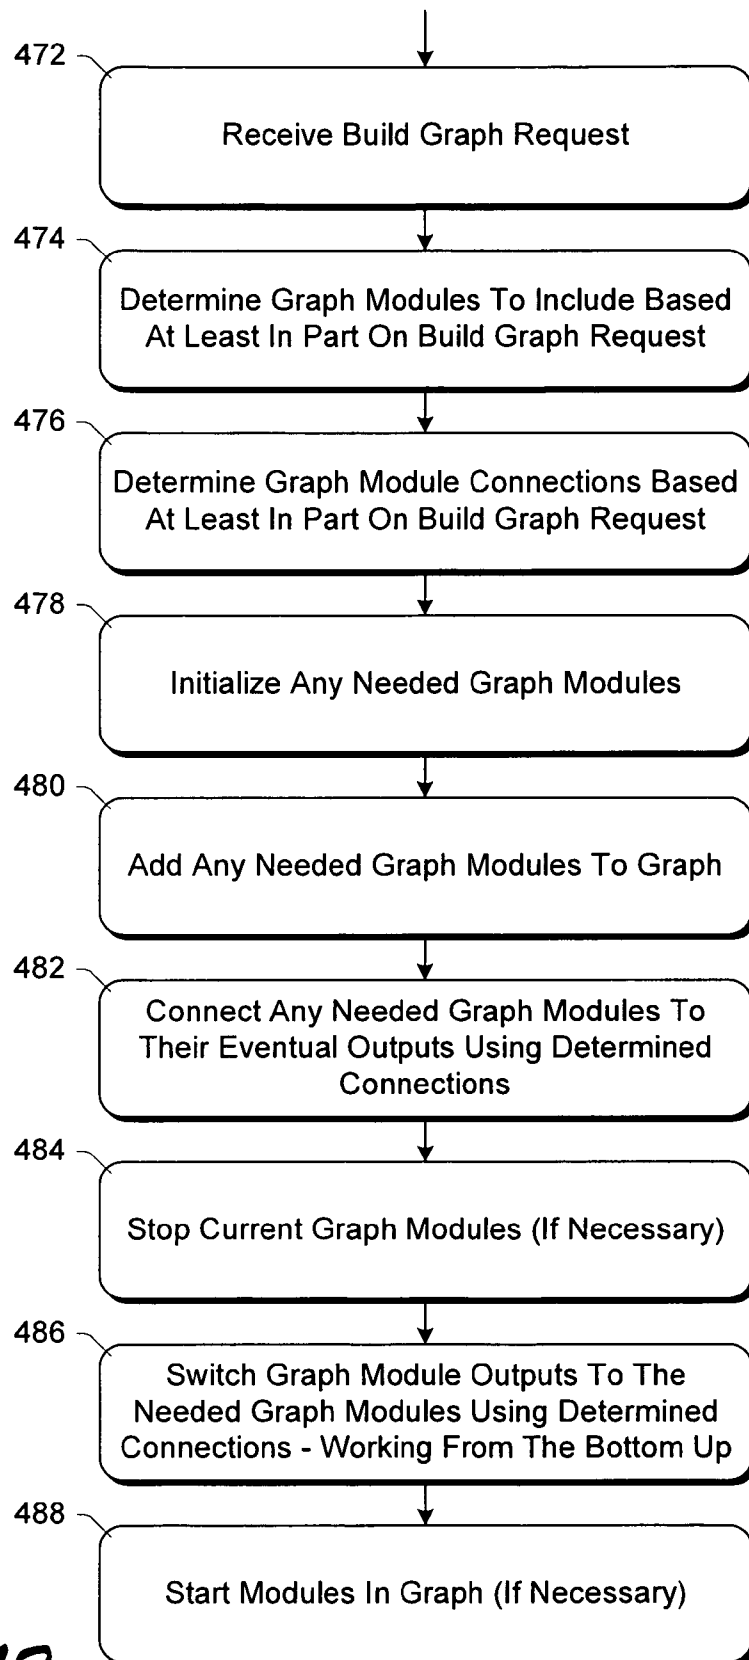 472
Receive Build Graph Request
474
Determine Graph Modules To Include Based
At Least In Part On Build Graph Request
476
Determine Graph Module Connections Based
At Least In Part On Build Graph Request
478
Initialize Any Needed Graph Modules
480
Add Any Needed Graph Modules To Graph
482
Connect Any Needed Graph Modules To
Their Eventual Outputs Using Determined
Connections
484
Stop Current Graph Modules (If Necessary)
486
Switch Graph Module Outputs To The
Needed Graph Modules Using Determined
Connections - Working From The Bottom Up
488
Start Modules In Graph (If Necessary)